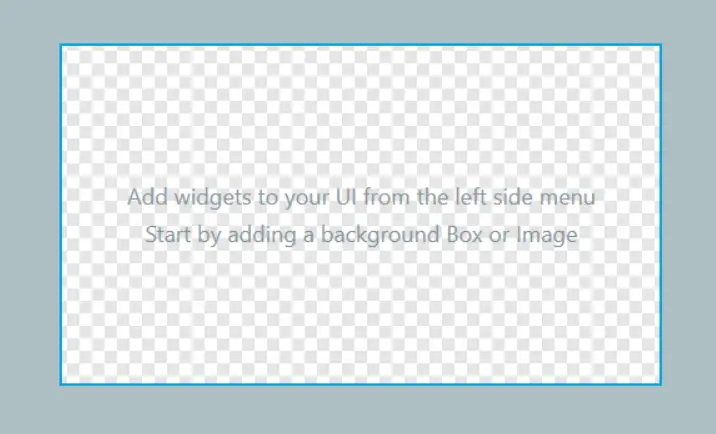 Add widgets to your UI from the left side menu
Start by adding a background Box or Image